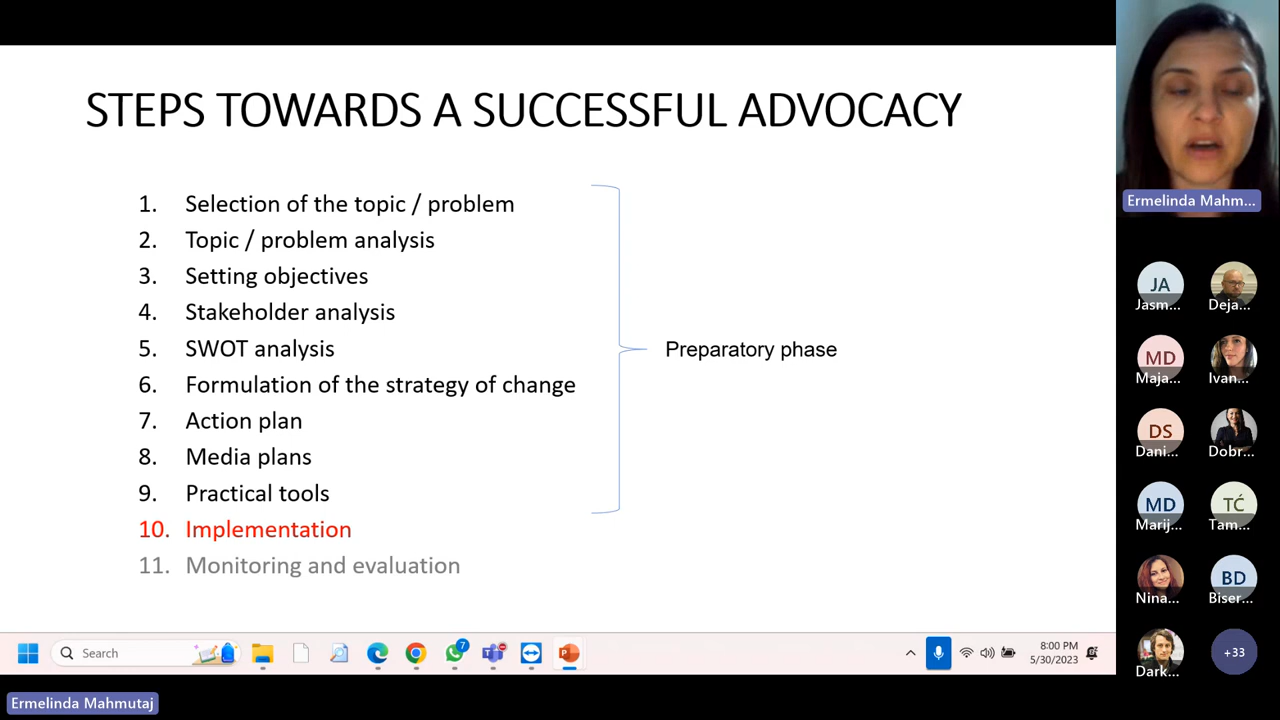 STEPS TOWARDS A SUCCESSFUL ADVOCACY
1. Selection of the topic / problem
2. Topic / problem analysis
3. Setting objectives
4. Stakeholder analysis
5. SWOT analysis
6. Formulation of the strategy of change
7. Action plan
8. Media plans
9. Practical tools
10. Implementation
11. Monitoring and evaluation
Preparatory phase
Ermelinda Mahm...
JA
Jasm...
Deja...
MD
Maja...
Ivan...
DS
Dani...
Dobr...
MD
Marij...
TĆ
Tam...
Nina...
BD
Biser...
Dark...
+33
Search
7
8:00 PM
5/30/2023
Ermelinda Mahmutaj